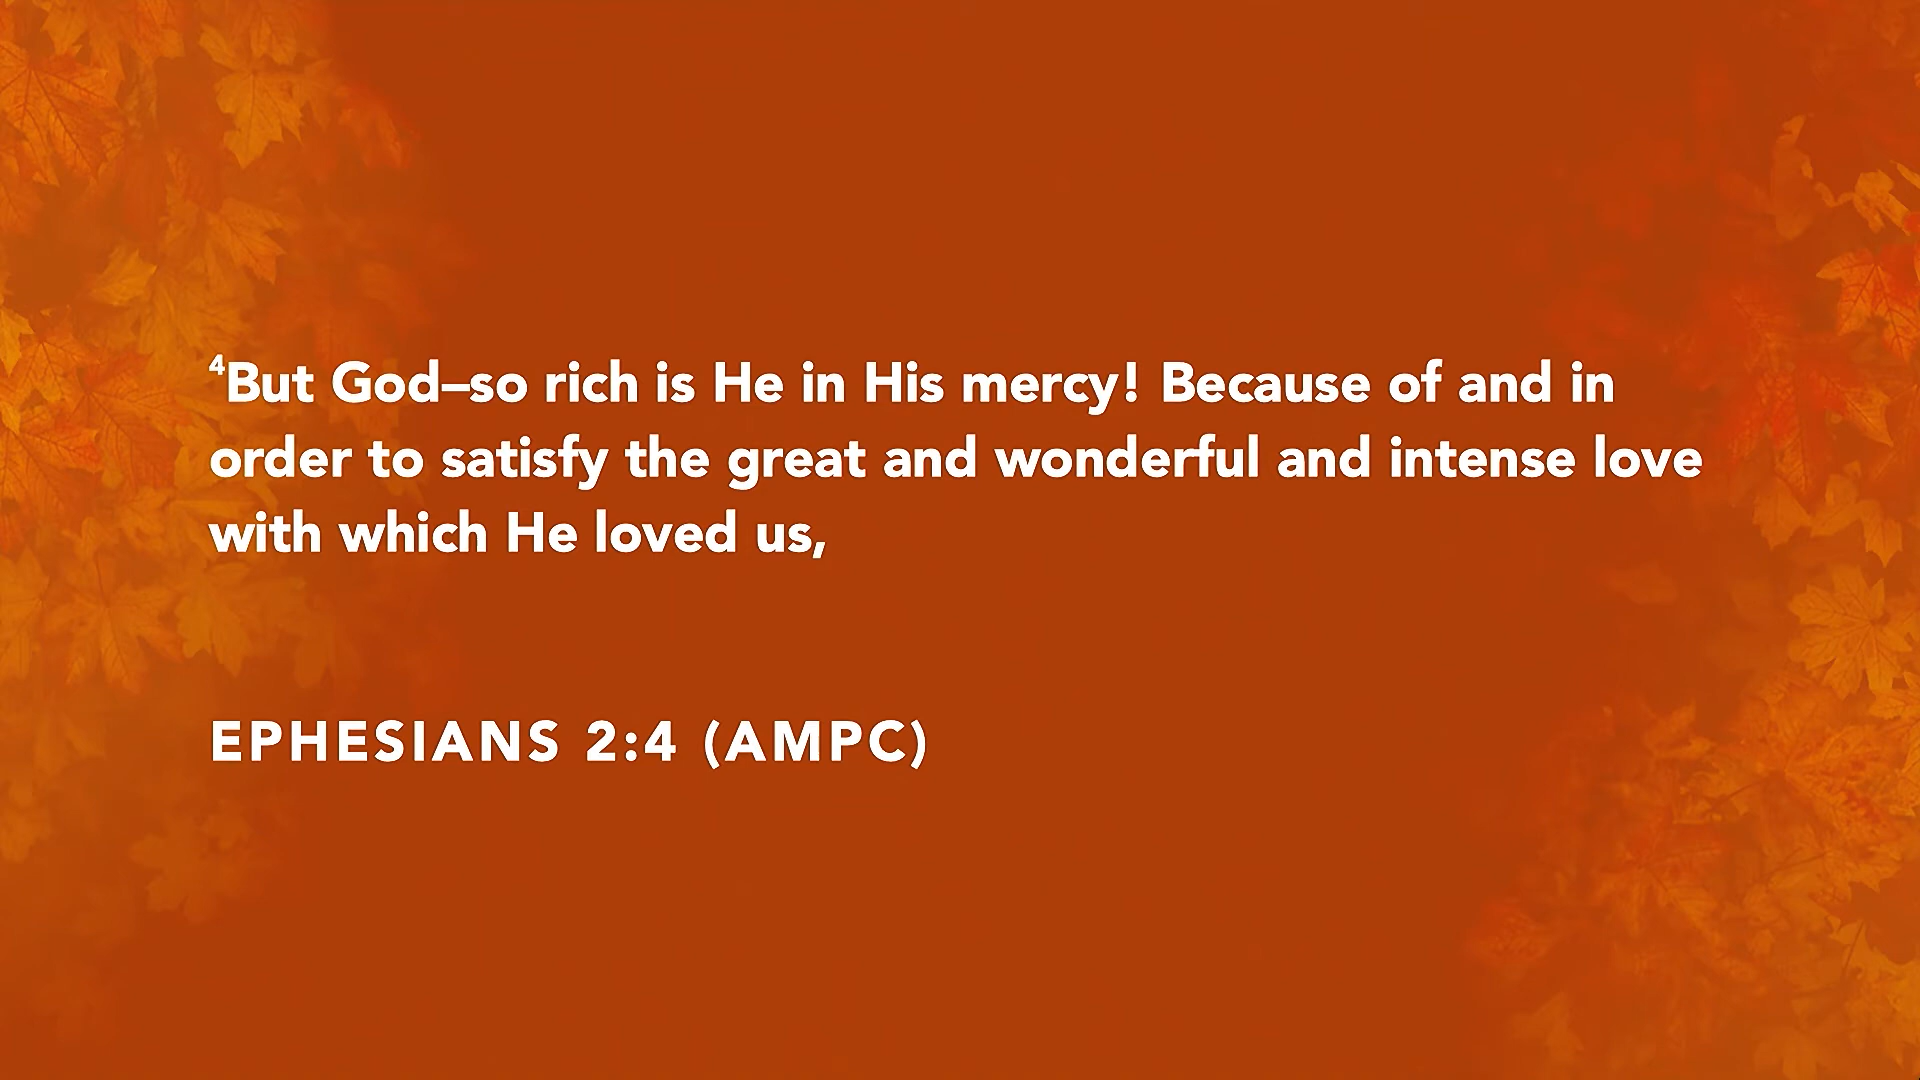 ⁴But God–so rich is He in His mercy! Because of and in
order to satisfy the great and wonderful and intense love
with which He loved us,
EPHESIANS 2:4 (AMPC)